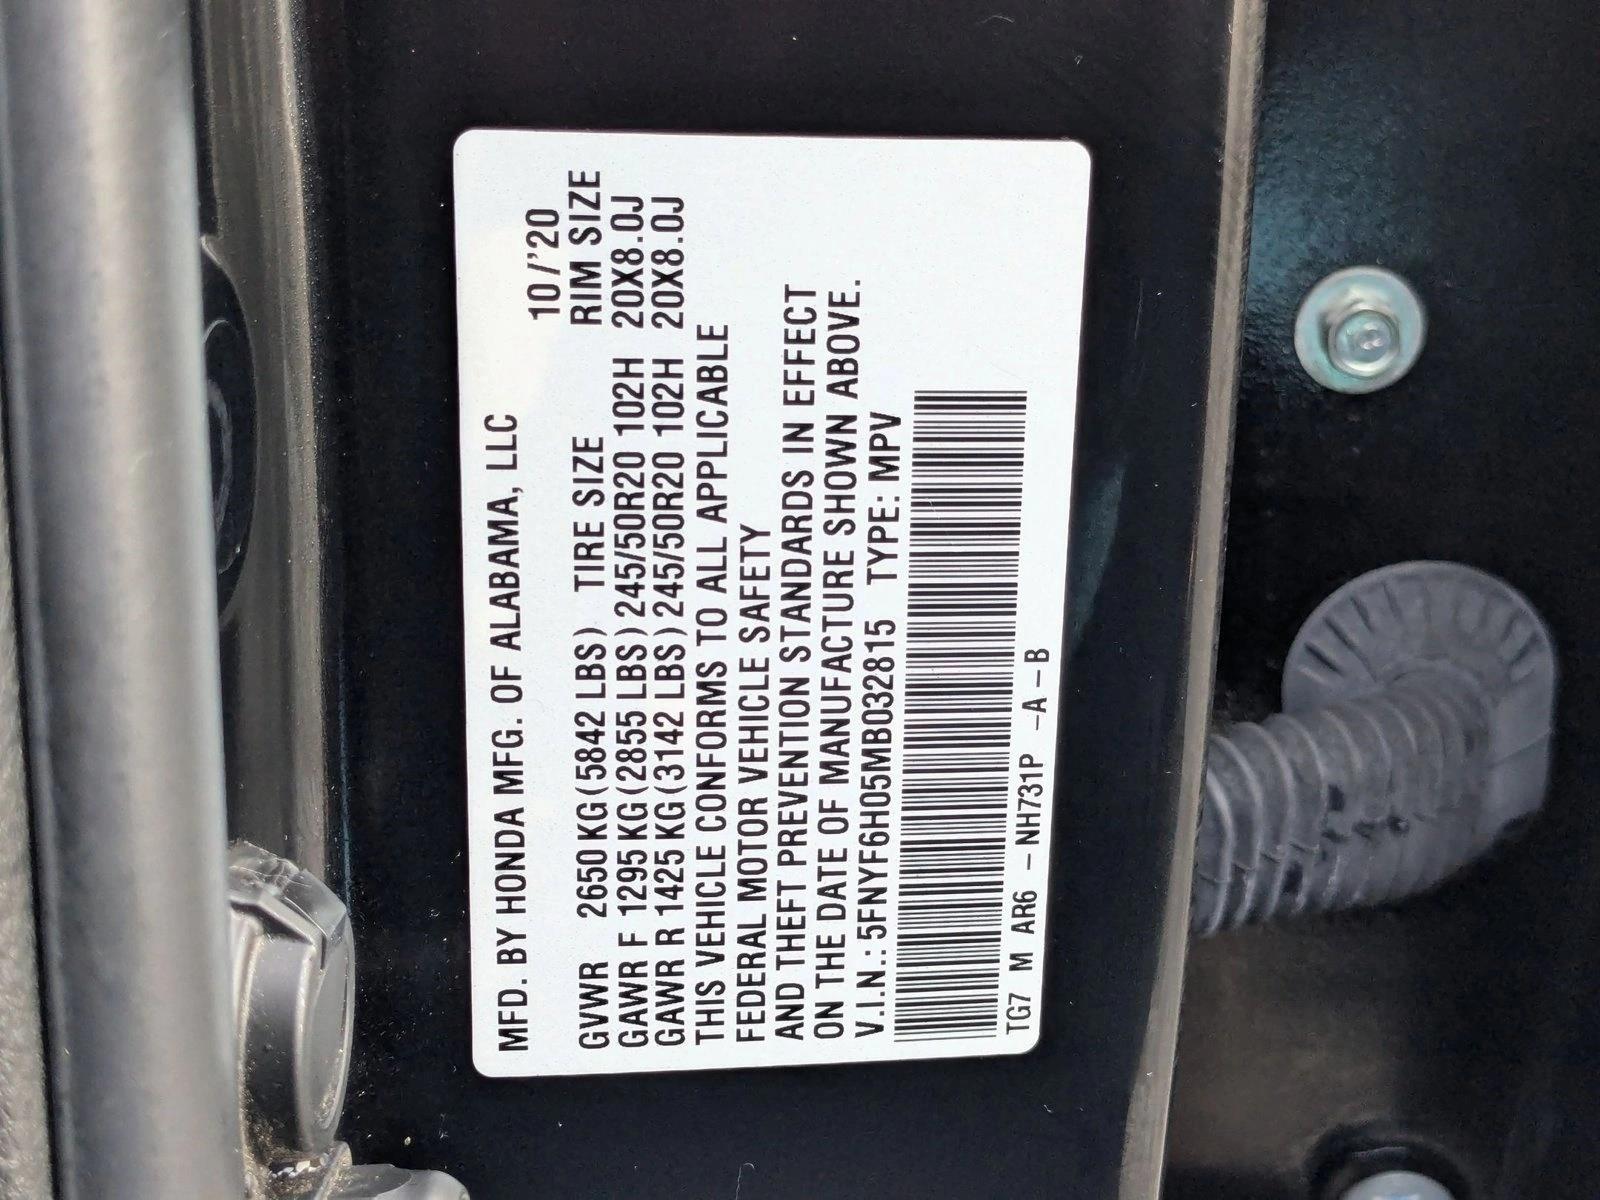 MFD. BY HONDA MFG. OF ALABAMA, LLC
10/'20
GVWR 2650 KG (5842 LBS) TIRE SIZE RIM SIZE
GAWR F 1295 KG (2855 LBS) 245/50R20 102H 20X8.0J
GAWR R 1425 KG (3142 LBS) 245/50R20 102H 20X8.0J
THIS VEHICLE CONFORMS TO ALL APPLICABLE
FEDERAL MOTOR VEHICLE SAFETY
AND THEFT PREVENTION STANDARDS IN EFFECT
ON THE DATE OF MANUFACTURE SHOWN ABOVE.
V.I.N.: 5FNYF6H05MB032815 TYPE: MPV
TG7 M AR6 - NH731P -A - B